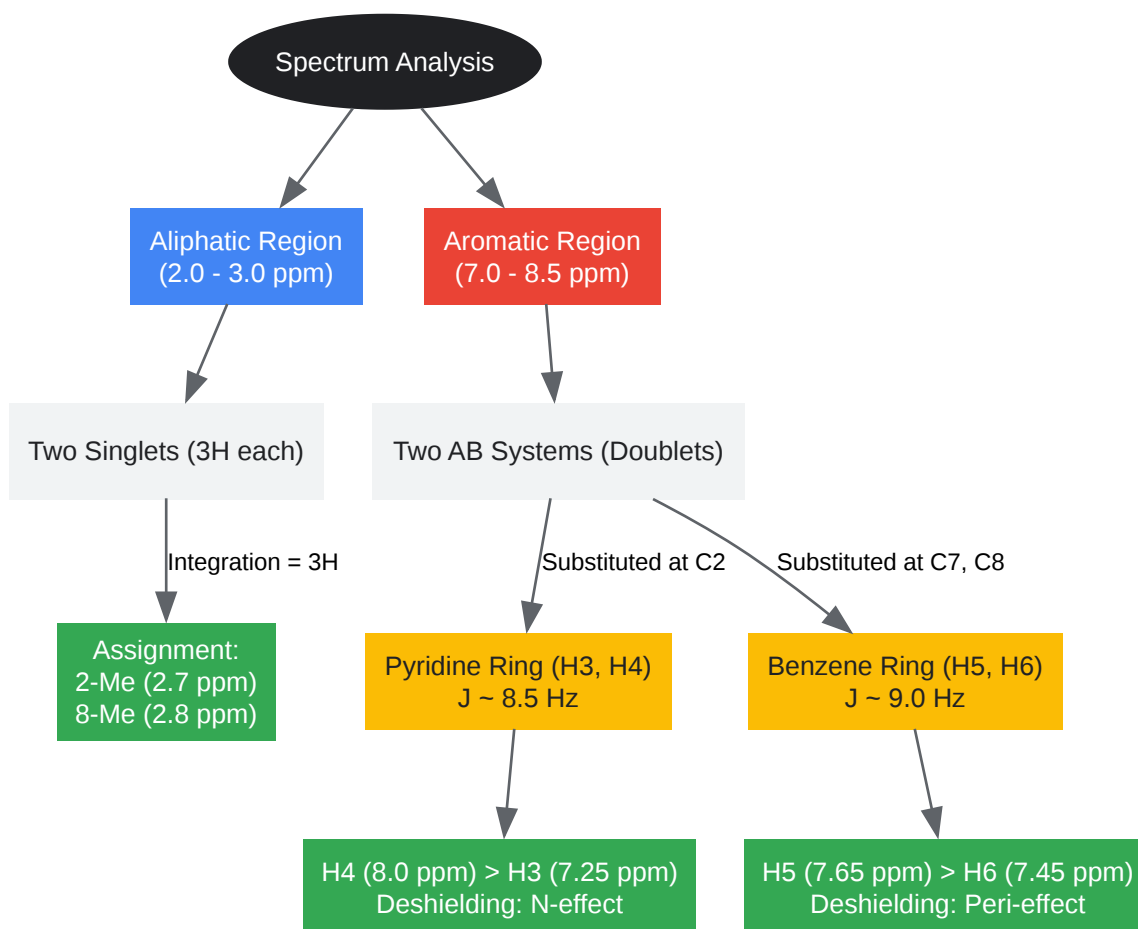 Spectrum Analysis
Aliphatic Region
(2.0 - 3.0 ppm)
Aromatic Region
(7.0 - 8.5 ppm)
Two Singlets (3H each)
Two AB Systems (Doublets)
Integration = 3H
Substituted at C2
Substituted at C7, C8
Assignment:
2-Me (2.7 ppm)
8-Me (2.8 ppm)
Pyridine Ring (H3, H4)
J ~ 8.5 Hz
Benzene Ring (H5, H6)
J ~ 9.0 Hz
H4 (8.0 ppm) > H3 (7.25 ppm)
Deshielding: N-effect
H5 (7.65 ppm) > H6 (7.45 ppm)
Deshielding: Peri-effect